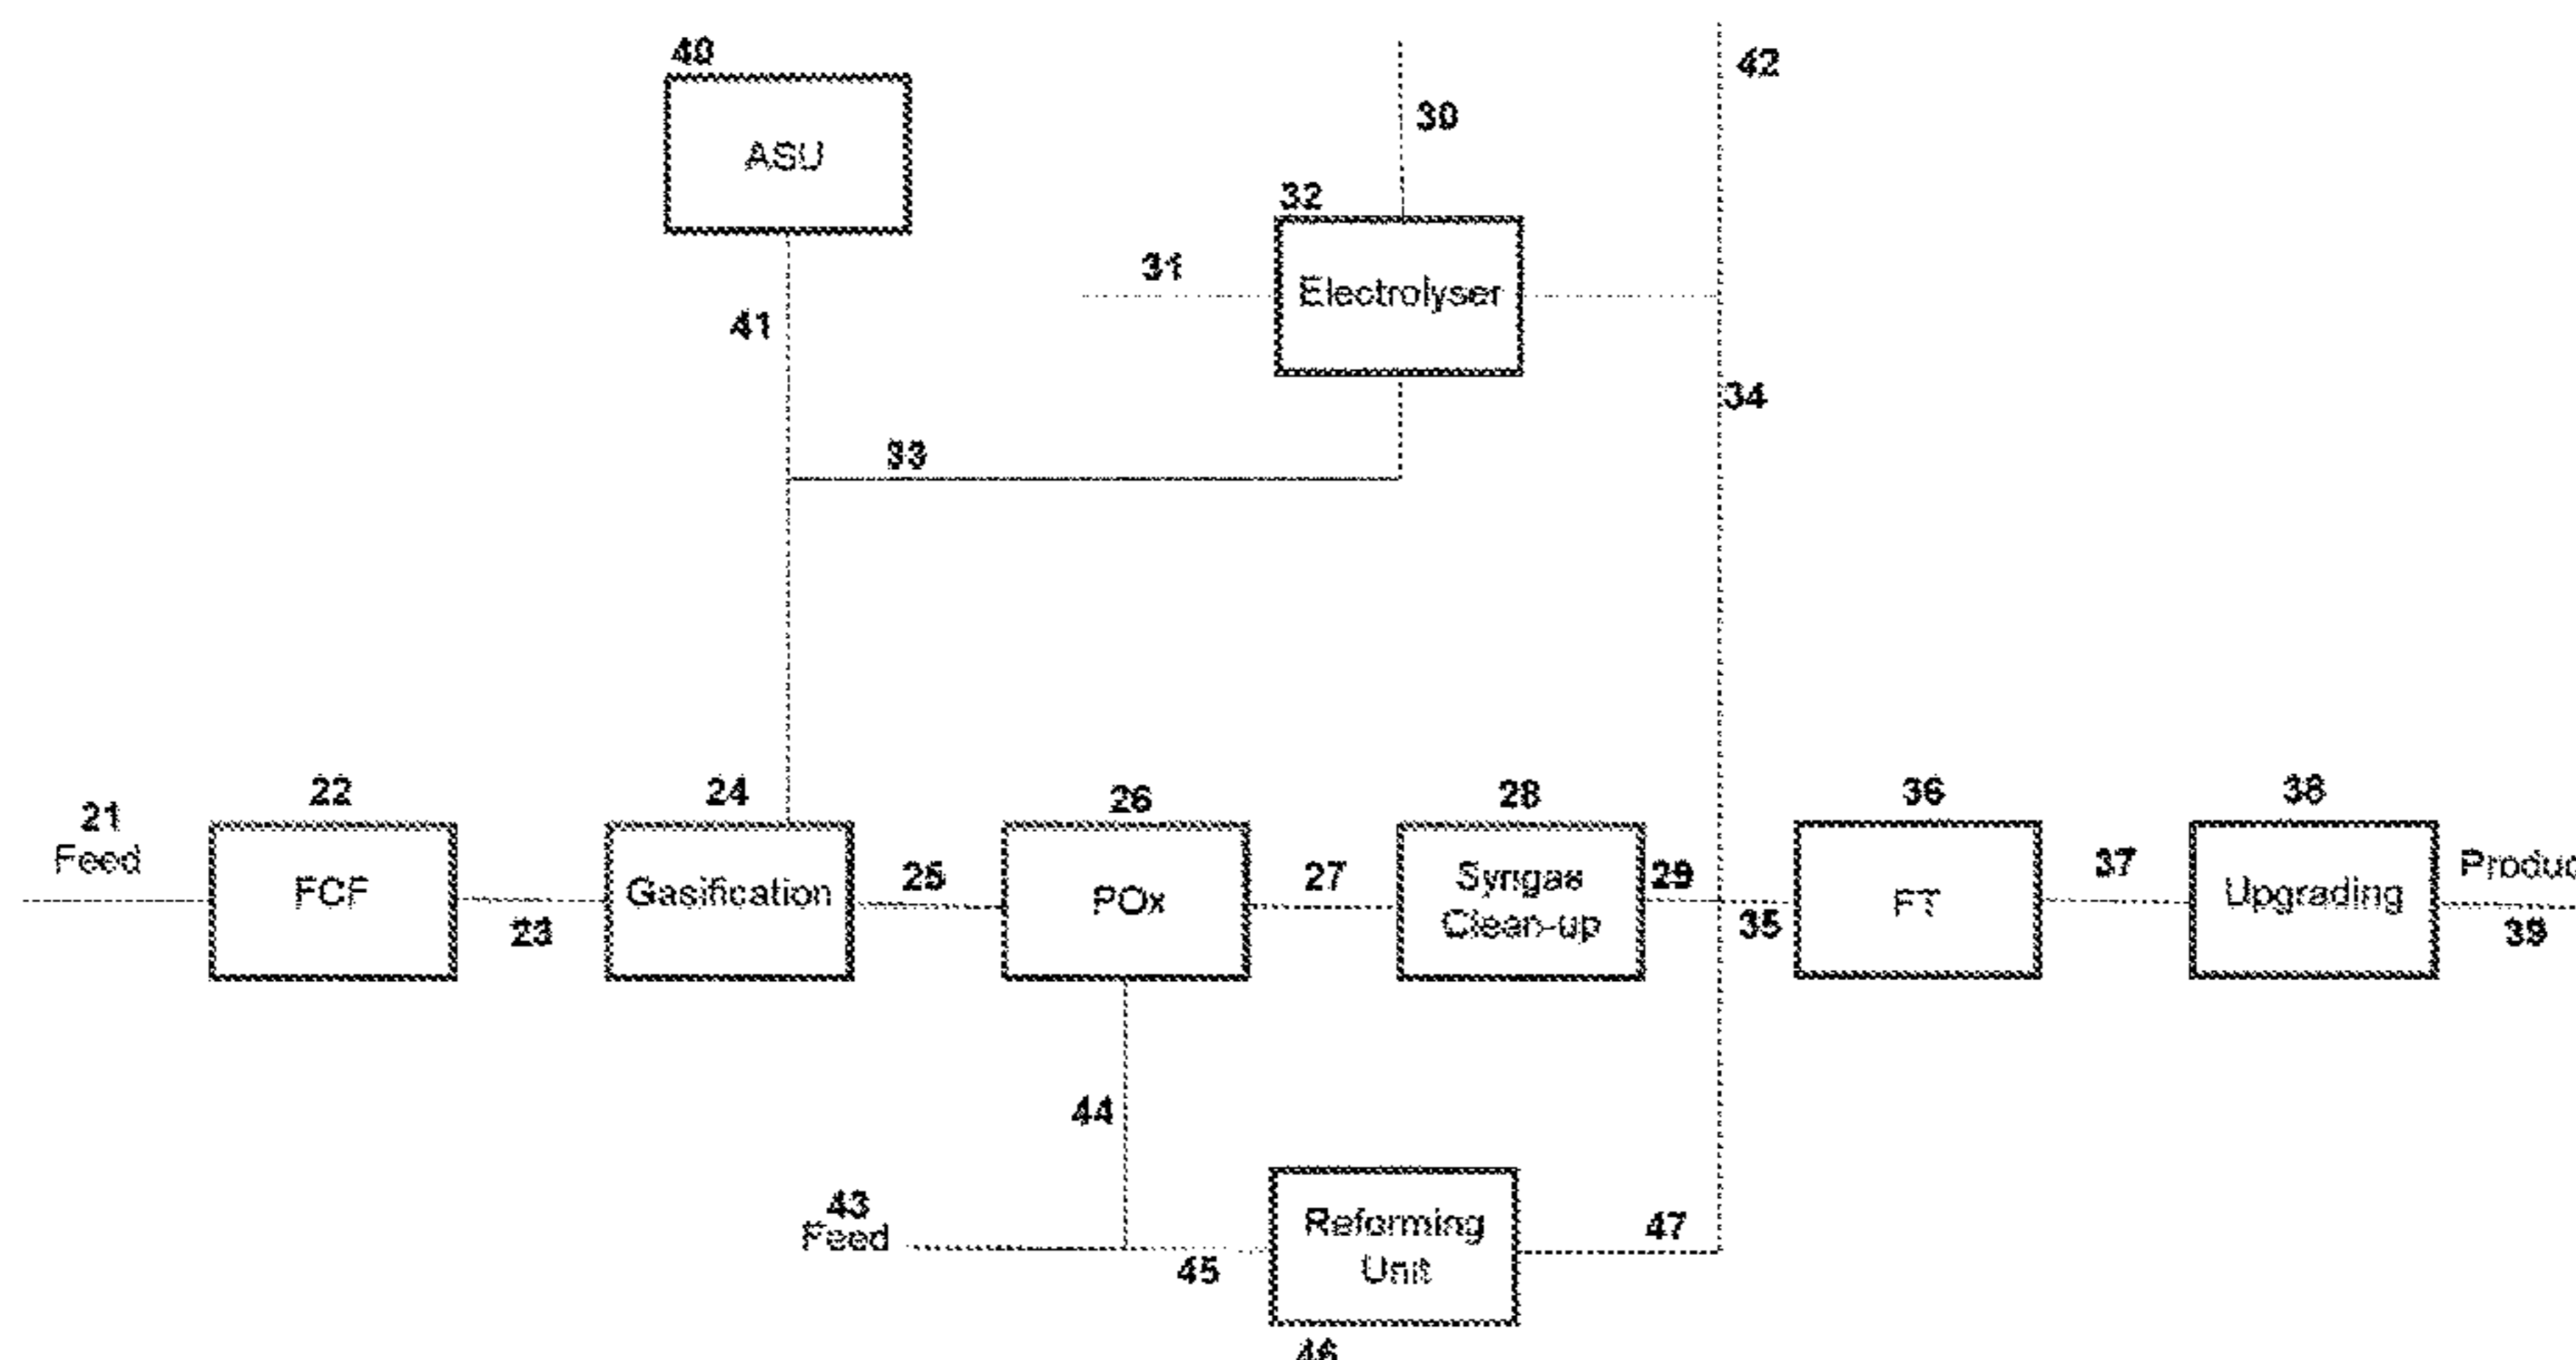 40
ASU
41
42
30
32
31
Electrolyser
34
33
21
Feed
22
FCF
23
24
Gasification
25
26
POx
27
28
Syngas
Clean-up
29
35
36
FT
37
38
Upgrading
Produc
39
44
43
Feed
45
Reforming
Unit
46
47